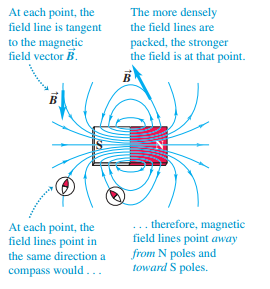 At each point, the
field line is tangent
to the magnetic
field vector B⃗.
The more densely
the field lines are
packed, the stronger
the field is at that point.
B⃗
B⃗
S
N
At each point, the
field lines point in
the same direction a
compass would . . .
. . . therefore, magnetic
field lines point away
from N poles and
toward S poles.